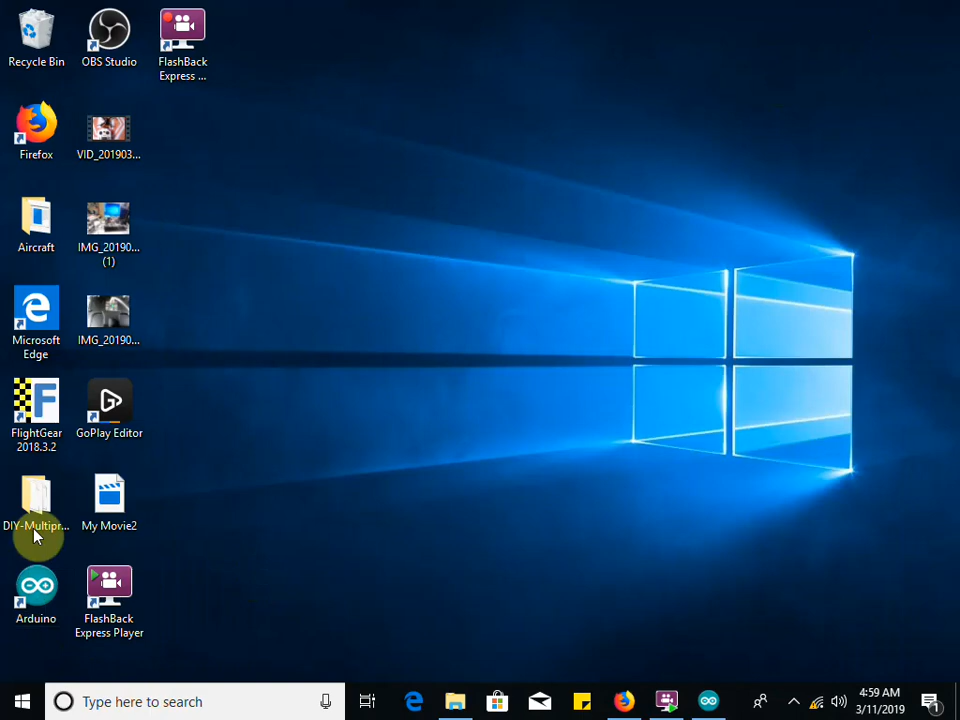 Recycle Bin
OBS Studio
FlashBack
Express ...
Firefox
VID_201903...
Aircraft
IMG_20190...
(1)
Microsoft
Edge
IMG_20190...
FlightGear
2018.3.2
GoPlay Editor
DIY-Multipr...
My Movie2
Arduino
FlashBack
Express Player
Type here to search
4:59 AM
3/11/2019
1